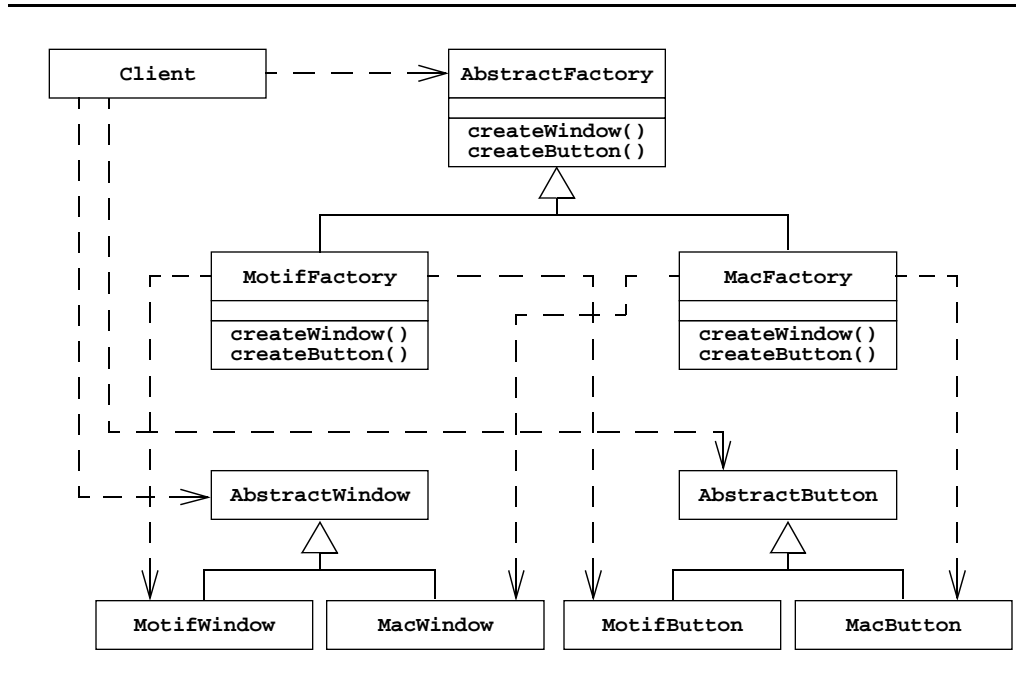 Client
AbstractFactory
createWindow()
createButton()
MotifFactory
createWindow()
createButton()
MacFactory
createWindow()
createButton()
AbstractWindow
AbstractButton
MotifWindow
MacWindow
MotifButton
MacButton